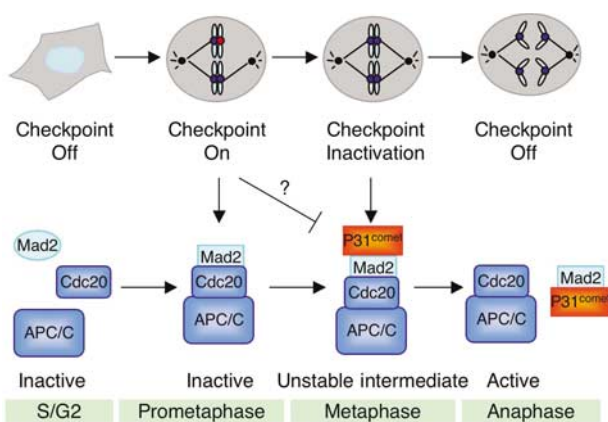 Checkpoint Off
Checkpoint On
Checkpoint Inactivation
Checkpoint Off
?
Mad2
Cdc20
APC/C
Mad2
Cdc20
APC/C
P31comet
Mad2
Cdc20
APC/C
Cdc20
APC/C
Mad2
P31comet
Inactive
Inactive
Unstable intermediate
Active
S/G2
Prometaphase
Metaphase
Anaphase